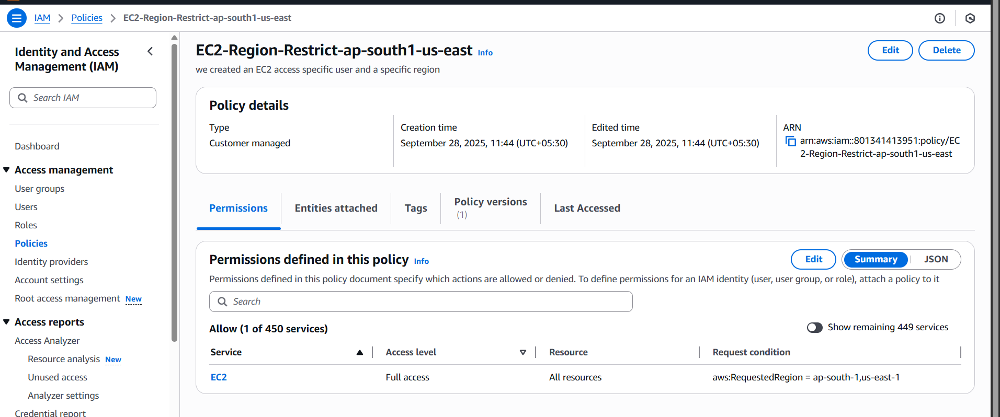 IAM > Policies > EC2-Region-Restrict-ap-south1-us-east
Identity and Access
Management (IAM)
Search IAM
Dashboard
Access management
User groups
Users
Roles
Policies
Identity providers
Account settings
Root access management New
Access reports
Access Analyzer
Resource analysis New
Unused access
Analyzer settings
Credential report
EC2-Region-Restrict-ap-south1-us-east Info
Edit
Delete
we created an EC2 access specific user and a specific region
Policy details
Type
Customer managed
Creation time
September 28, 2025, 11:44 (UTC+05:30)
Edited time
September 28, 2025, 11:44 (UTC+05:30)
ARN
arn:aws:iam::801341413951:policy/EC
2-Region-Restrict-ap-south1-us-east
Permissions
Entities attached
Tags
Policy versions
(1)
Last Accessed
Permissions defined in this policy Info
Edit
Summary
JSON
Permissions defined in this policy document specify which actions are allowed or denied. To define permissions for an IAM identity (user, user group, or role), attach a policy to it
Search
Allow (1 of 450 services)
Show remaining 449 services
Service Access level Resource Request condition
EC2 Full access All resources aws:RequestedRegion = ap-south-1,us-east-1